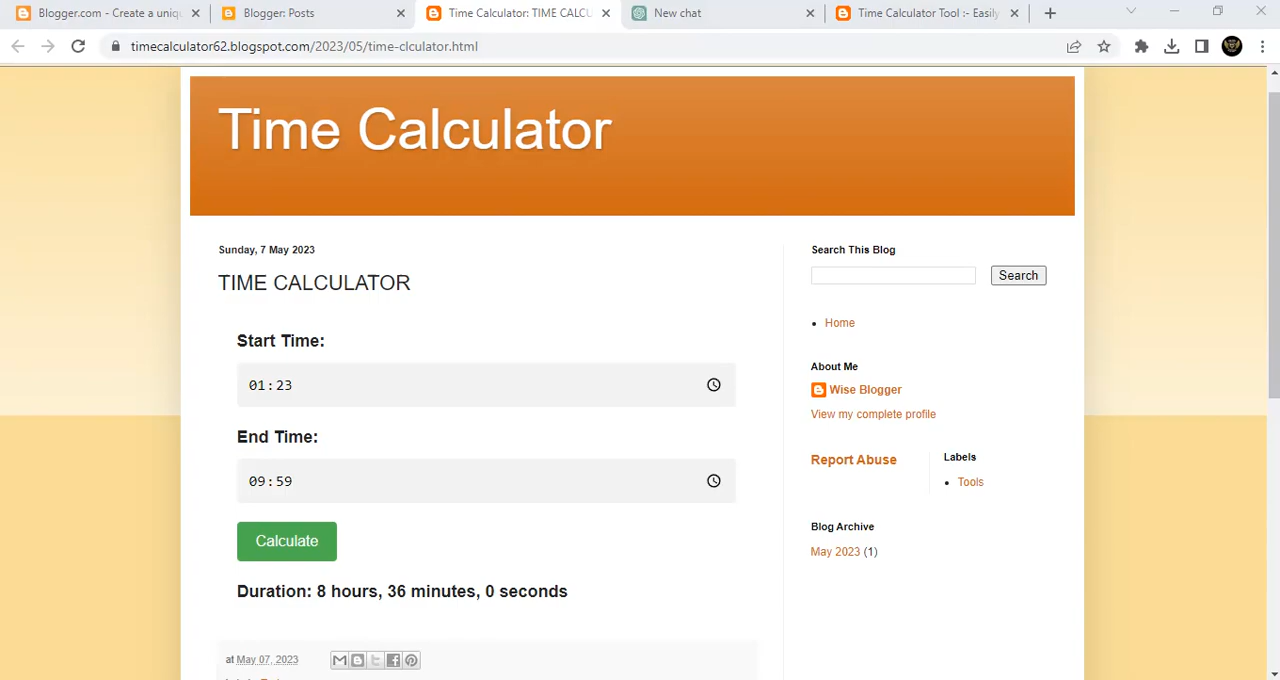 Blogger.com - Create a uniqu
Blogger: Posts
Time Calculator: TIME CALCU
New chat
Time Calculator Tool :- Easily
timecalculator62.blogspot.com/2023/05/time-clculator.html
Time Calculator
Sunday, 7 May 2023
TIME CALCULATOR
Start Time:
01:23
End Time:
09:59
Calculate
Duration: 8 hours, 36 minutes, 0 seconds
at May 07, 2023
Search This Blog
Search
Home
About Me
Wise Blogger
View my complete profile
Report Abuse
Labels
Tools
Blog Archive
May 2023 (1)